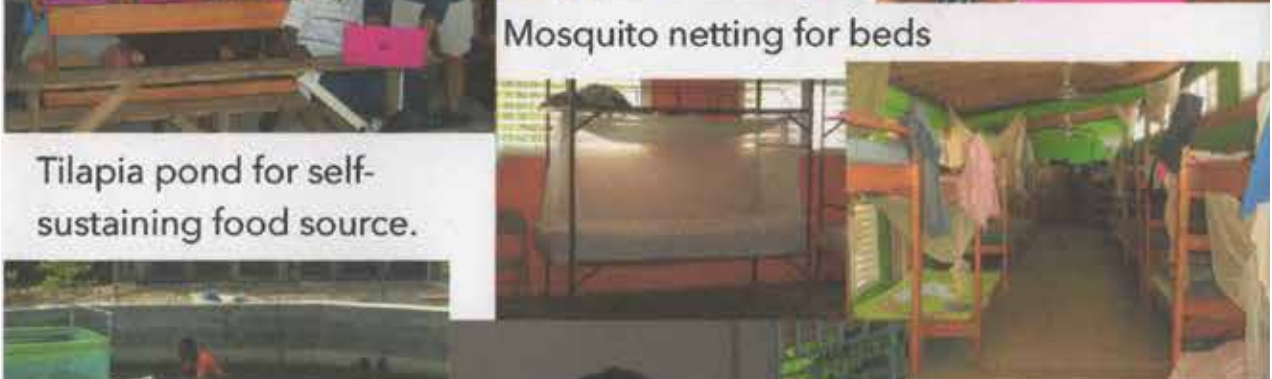 Mosquito netting for beds
Tilapia pond for self-
sustaining food source.